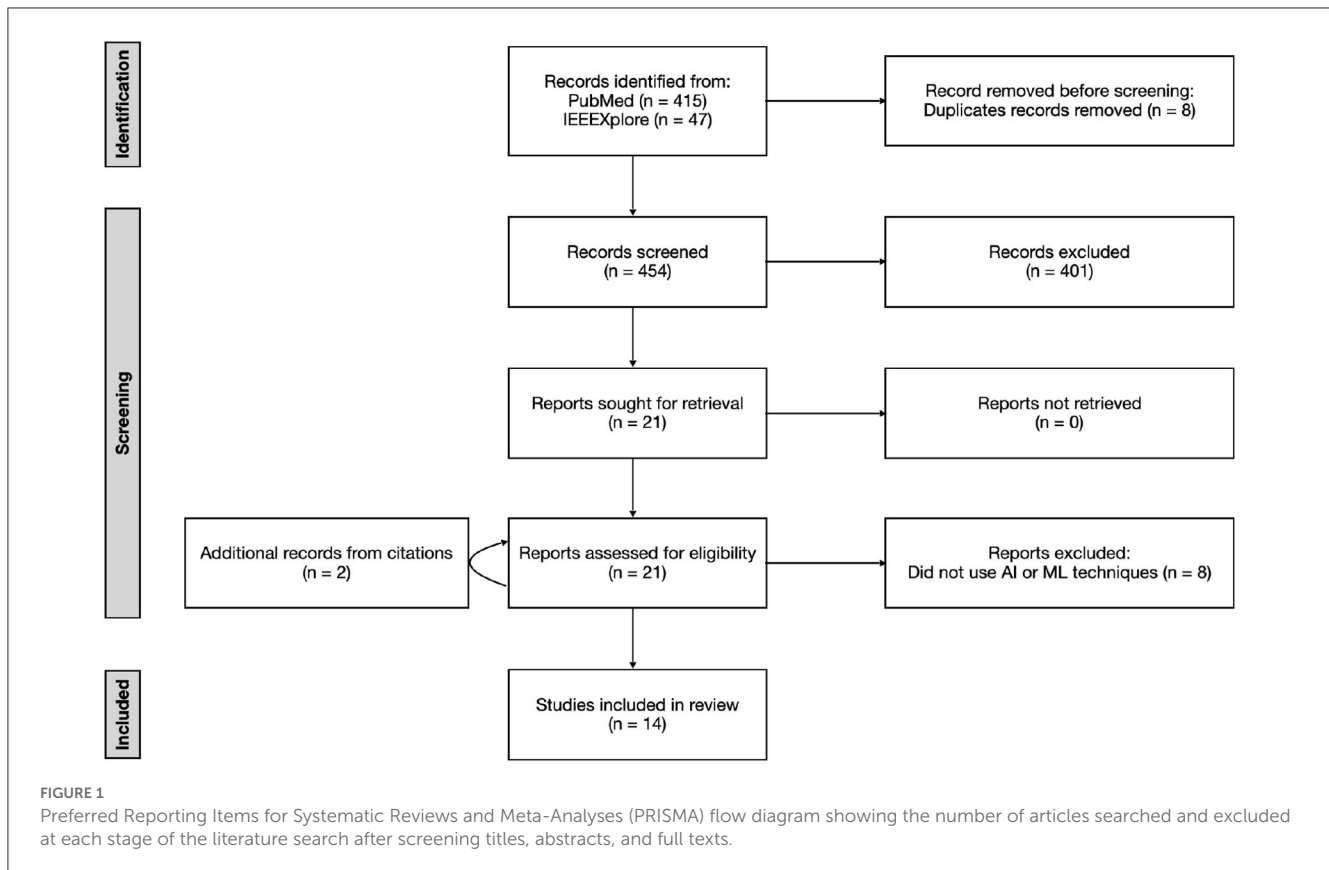 Identification
Records identified from:
PubMed (n = 415)
IEEEXplore (n = 47)
Record removed before screening:
Duplicates records removed (n = 8)
Screening
Records screened
(n = 454)
Records excluded
(n = 401)
Reports sought for retrieval
(n = 21)
Reports not retrieved
(n = 0)
Additional records from citations
(n = 2)
Reports assessed for eligibility
(n = 21)
Reports excluded:
Did not use AI or ML techniques (n = 8)
Included
Studies included in review
(n = 14)
FIGURE 1
Preferred Reporting Items for Systematic Reviews and Meta-Analyses (PRISMA) flow diagram showing the number of articles searched and excluded
at each stage of the literature search after screening titles, abstracts, and full texts.